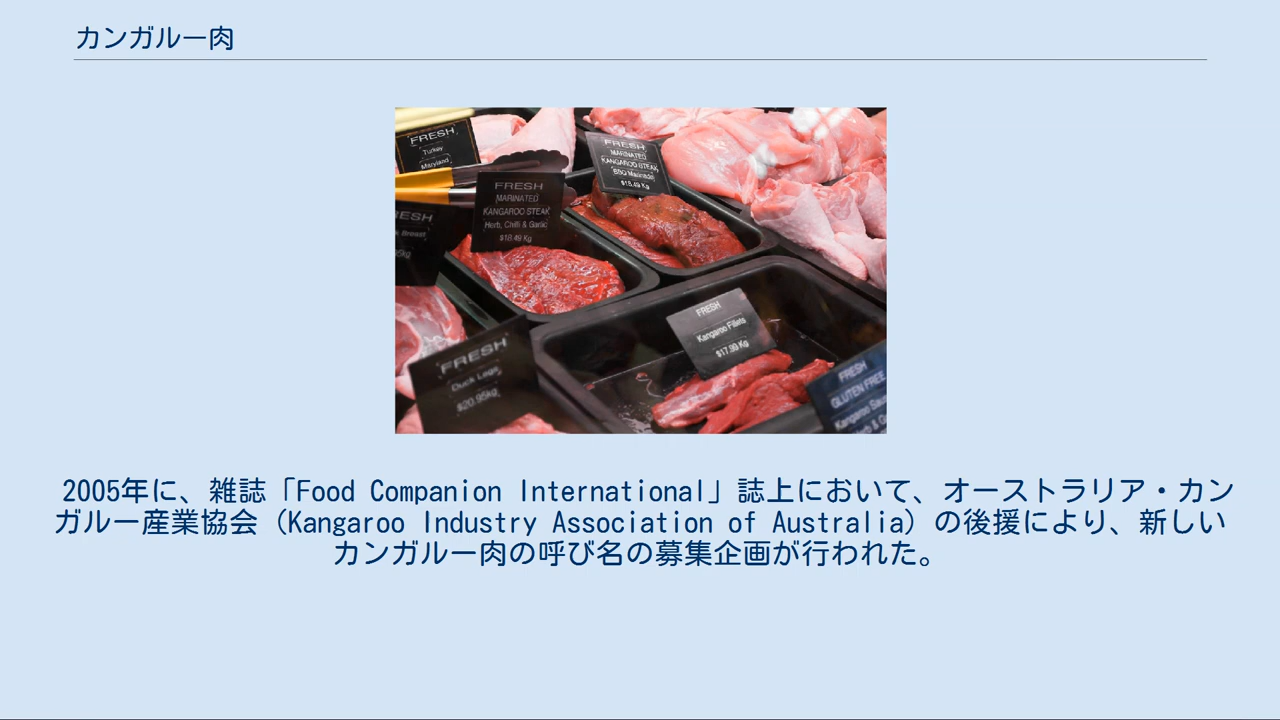 カンガルー肉
FRESH
Turkey
Maryland
FRESH
MARINATED
KANGAROO STEAK
BBQ Marinade
$18.49 Kg
FRESH
MARINATED
KANGAROO STEAK
Herb, Chilli & Garlic
$18.49 Kg
Breast
FRESH
Kangaroo Fillets
$17.99 Kg
FRESH
Duck Legs
$20.95kg
FRESH
GLUTEN FREE
Kangaroo
2005年に、雑誌「Food Companion International」誌上において、オーストラリア・カン
ガルー産業協会（Kangaroo Industry Association of Australia）の後援により、新しい
カンガルー肉の呼び名の募集企画が行われた。